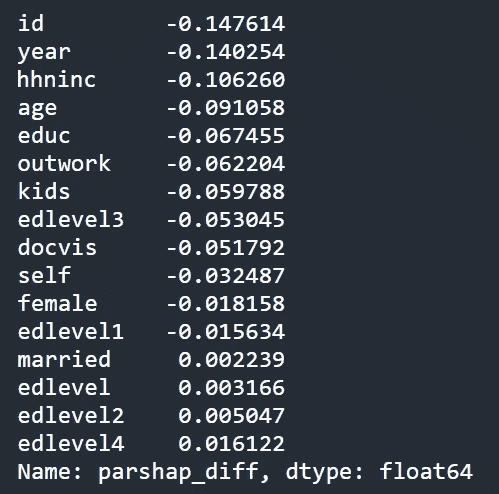 id -0.147614
year -0.140254
hhninc -0.106260
age -0.091058
educ -0.067455
outwork -0.062204
kids -0.059788
edlevel3 -0.053045
docvis -0.051792
self -0.032487
female -0.018158
edlevel1 -0.015634
married 0.002239
edlevel 0.003166
edlevel2 0.005047
edlevel4 0.016122
Name: parshap_diff, dtype: float64